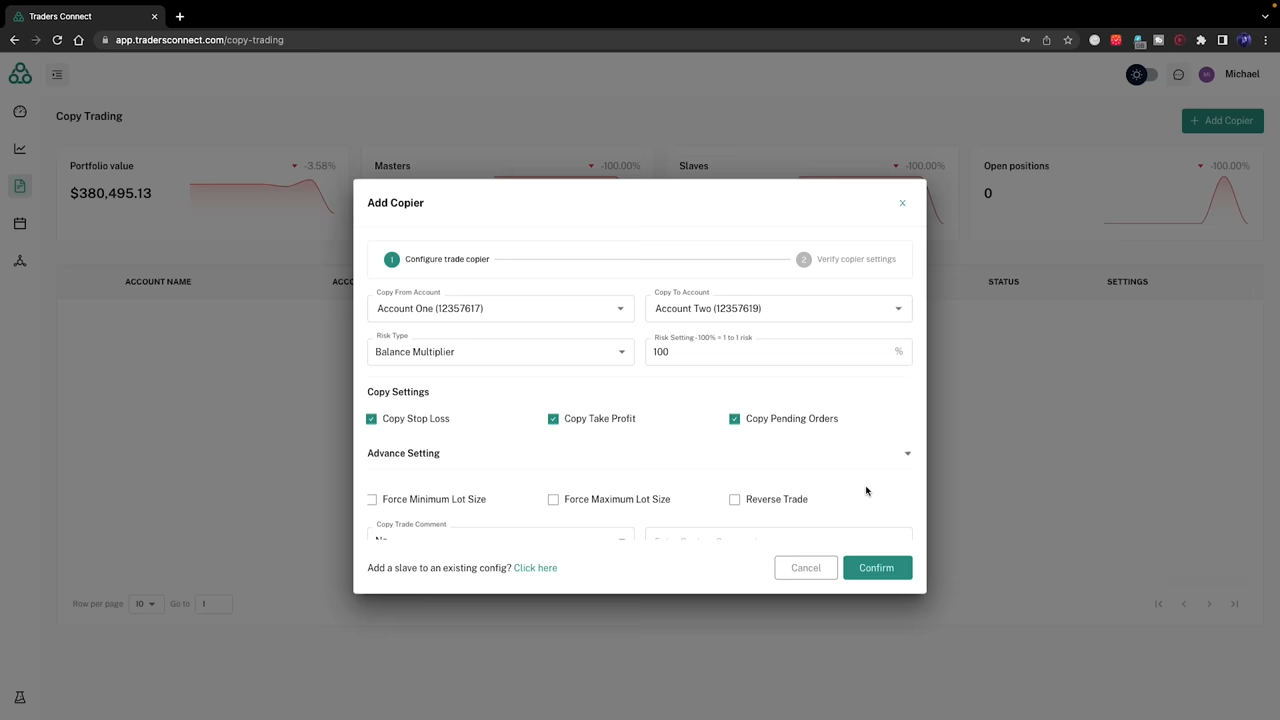 Traders Connect
app.tradersconnect.com/copy-trading
GB
MI
Michael
Copy Trading
+ Add Copier
Portfolio value
-3.58%
$380,495.13
Masters
-100.00%
Slaves
-100.00%
Open positions
-100.00%
0
ACCOUNT NAME
ACCO
STATUS
SETTINGS
Add Copier
X
1 Configure trade copier
2 Verify copier settings
Copy From Account
Account One (12357617)
Copy To Account
Account Two (12357619)
Risk Type
Balance Multiplier
Risk Setting - 100% = 1 to 1 risk
100 %
Copy Settings
Copy Stop Loss
Copy Take Profit
Copy Pending Orders
Advance Setting
Force Minimum Lot Size
Force Maximum Lot Size
Reverse Trade
Copy Trade Comment
No
Add a slave to an existing config? Click here
Cancel
Confirm
Row per page 10 Go to 1